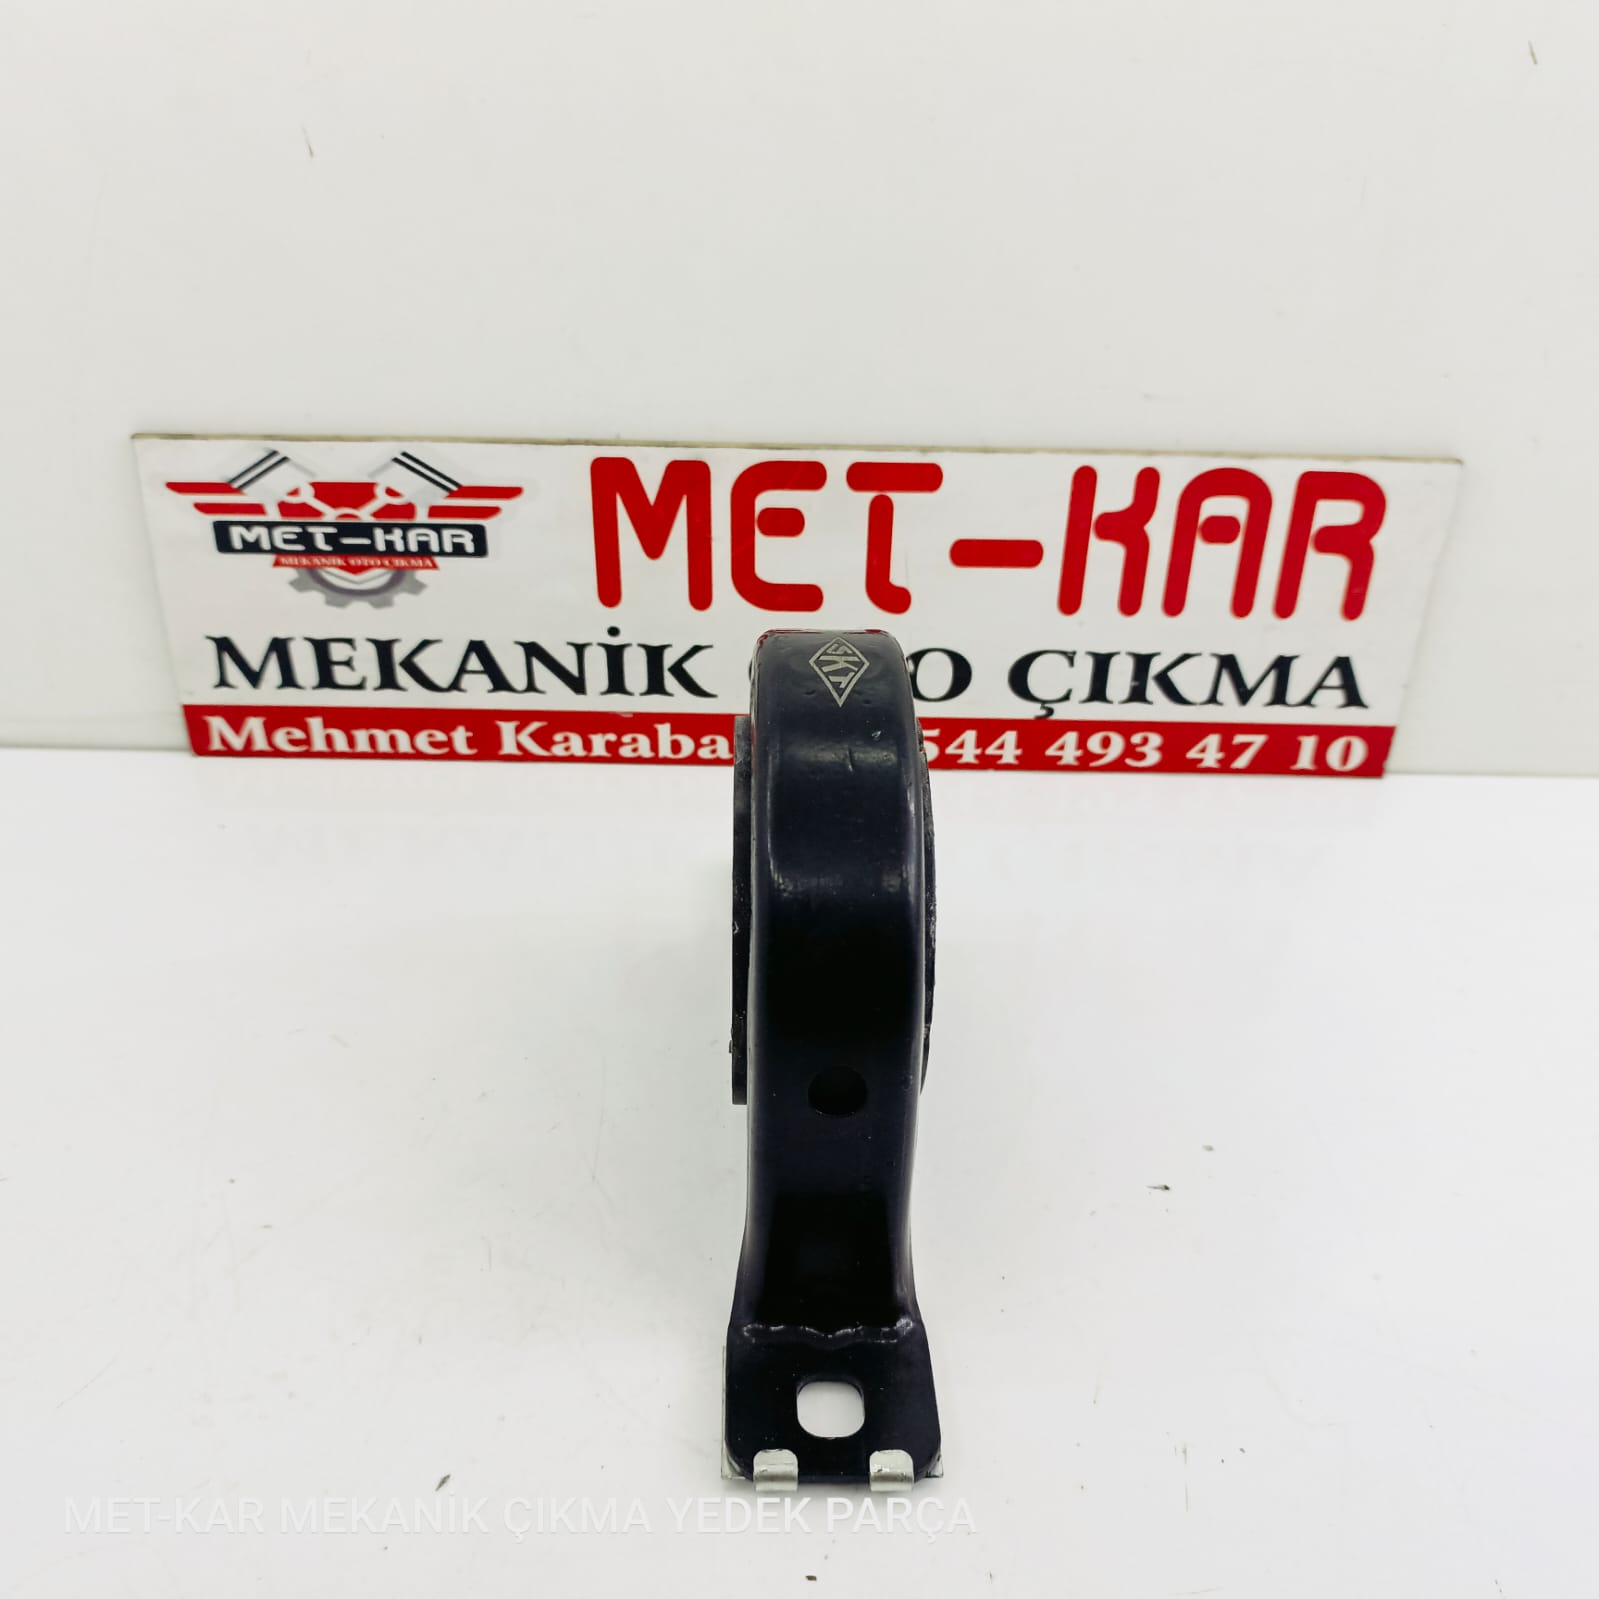 MET-KAR
MET-KAR
MEKANİK OTO ÇIKMA
MEKANİK O ÇIKMA
Mehmet Karaba 544 493 47 10
SKT
MET-KAR MEKANİK ÇIKMA YEDEK PARÇA